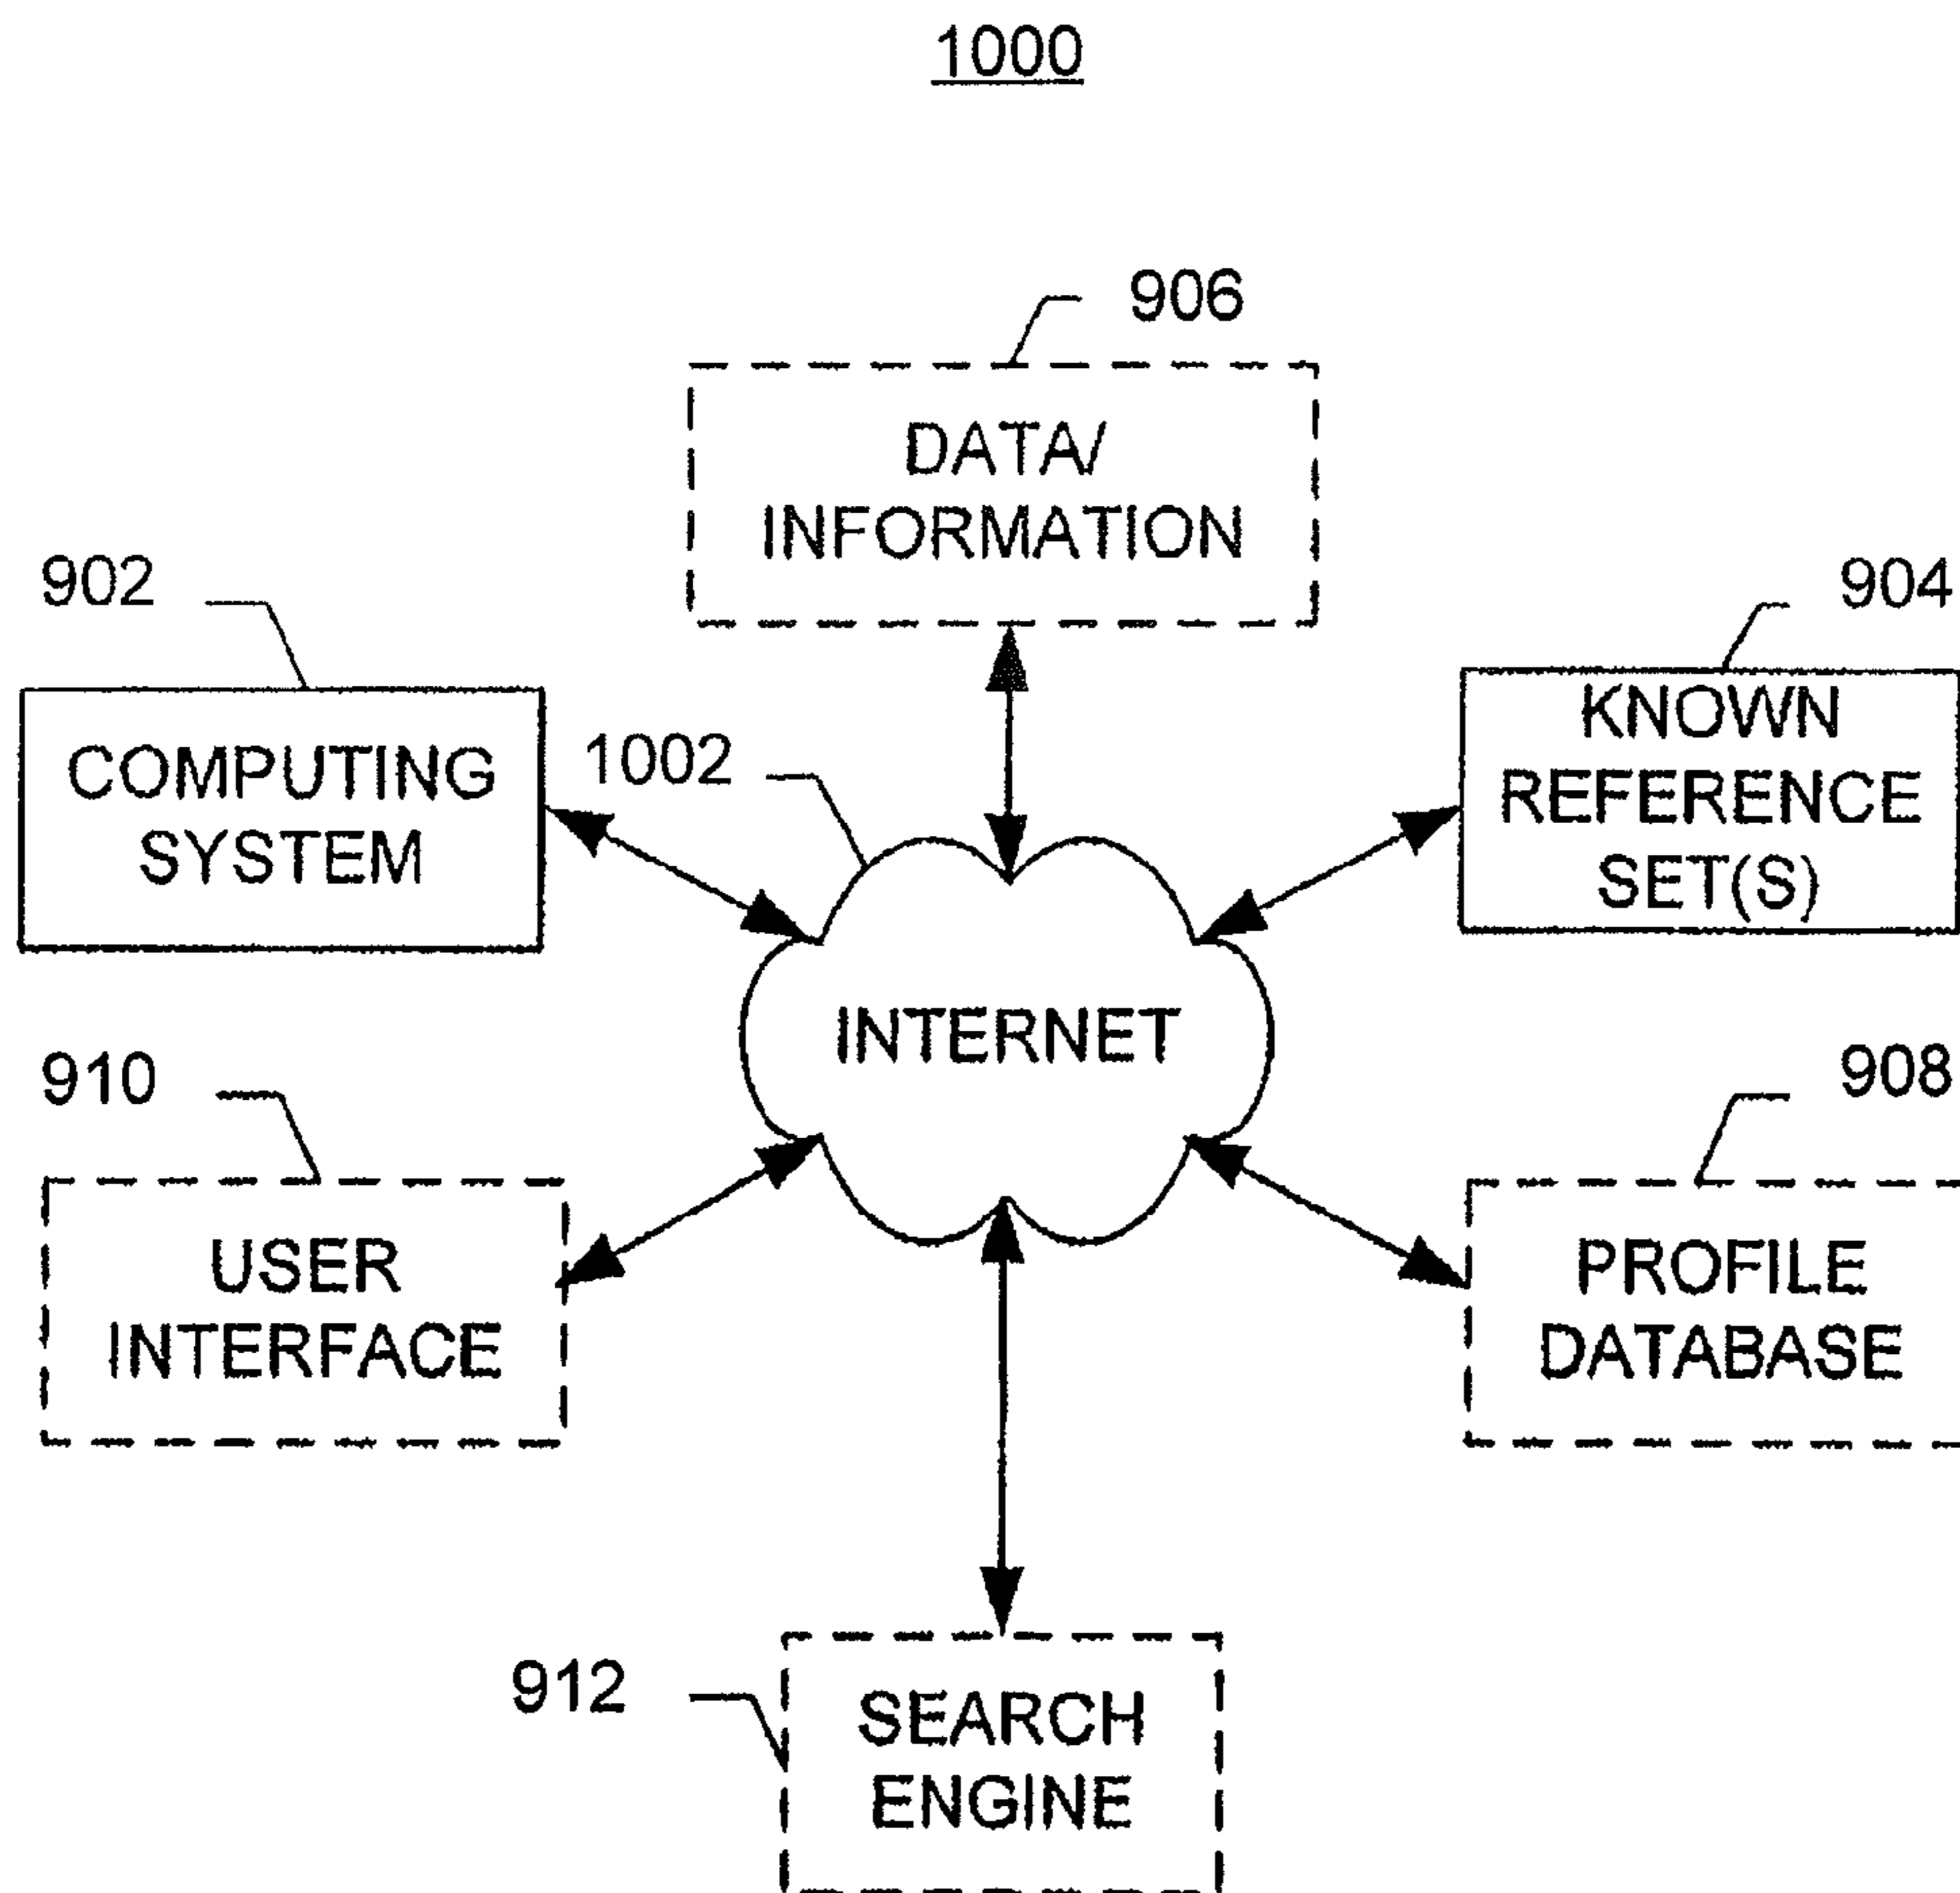 1000
906
DATA/
INFORMATION
902
904
COMPUTING
SYSTEM
1002
KNOWN
REFERENCE
SET(S)
INTERNET
910
908
USER
INTERFACE
PROFILE
DATABASE
912
SEARCH
ENGINE